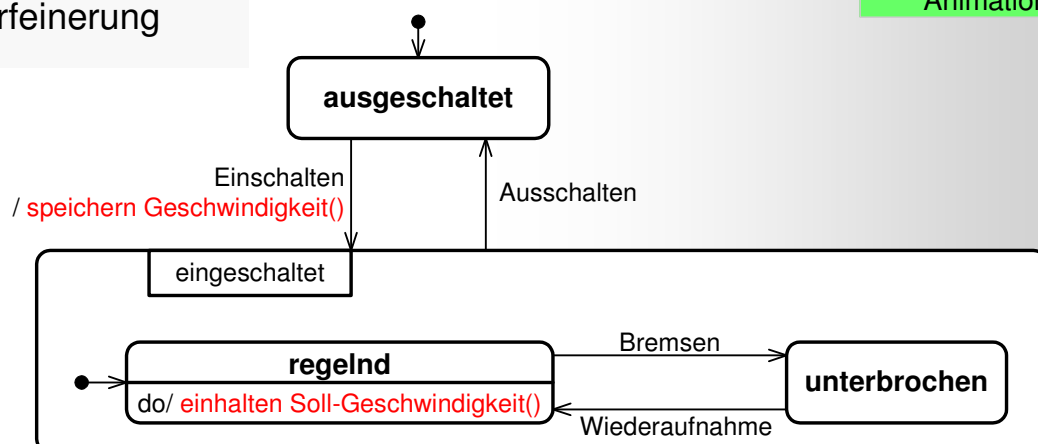 rfeinerung
Animation
ausgeschaltet
Einschalten
/ speichern Geschwindigkeit()
Ausschalten
eingeschaltet
regelnd
do/ einhalten Soll-Geschwindigkeit()
Bremsen
unterbrochen
Wiederaufnahme